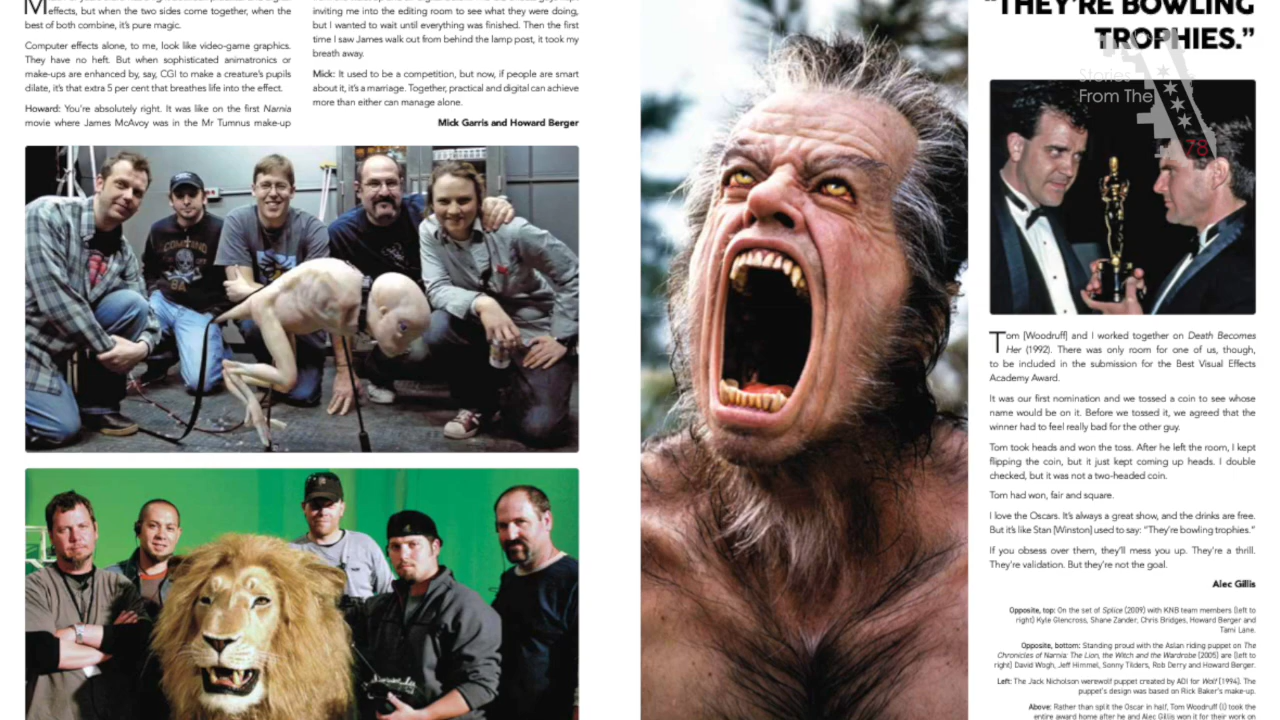 effects, but when the two sides come together, when the
best of both combine, it's pure magic.
Computer effects alone, to me, look like video-game graphics.
They have no heft. But when sophisticated animatronics or
make-ups are enhanced by, say, CGI to make a creature's pupils
dilate, it's that extra 5 per cent that breathes life into the effect.
Howard: You're absolutely right. It was like on the first Narnia
movie where James McAvoy was in the Mr Tumnus make-up
inviting me into the editing room to see what they were doing,
but I wanted to wait until everything was finished. Then the first
time I saw James walk out from behind the lamp post, it took my
breath away.
Mick: It used to be a competition, but now, if people are smart
about it, it's a marriage. Together, practical and digital can achieve
more than either can manage alone.
Mick Garris and Howard Berger
"THEY'RE BOWLING
TROPHIES."
Stories
From The
78
Tom [Woodruff] and I worked together on Death Becomes
Her (1992). There was only room for one of us, though,
to be included in the submission for the Best Visual Effects
Academy Award.
It was our first nomination and we tossed a coin to see whose
name would be on it. Before we tossed it, we agreed that the
winner had to feel really bad for the other guy.
Tom took heads and won the toss. After he left the room, I kept
flipping the coin, but it just kept coming up heads. I double
checked, but it was not a two-headed coin.
Tom had won, fair and square.
I love the Oscars. It's always a great show, and the drinks are free.
But it's like Stan [Winston] used to say: "They're bowling trophies."
If you obsess over them, they'll mess you up. They're a thrill.
They're validation. But they're not the goal.
Alec Gillis
Opposite, top: On the set of Splice (2009) with KNB team members (left to
right) Kyle Glencross, Shane Zander, Chris Bridges, Howard Berger and
Tami Lane.
Opposite, bottom: Standing proud with the Aslan riding puppet on The
Chronicles of Narnia: The Lion, the Witch and the Wardrobe (2005) are (left to
right) David Wogh, Jeff Himmel, Sonny Tilders, Rob Derry and Howard Berger.
Left: The Jack Nicholson werewolf puppet created by ADI for Wolf (1994). The
puppet's design was based on Rick Baker's make-up.
Above: Rather than split the Oscar in half, Tom Woodruff (l) took the
entire award home after he and Alec Gillis won it for their work on